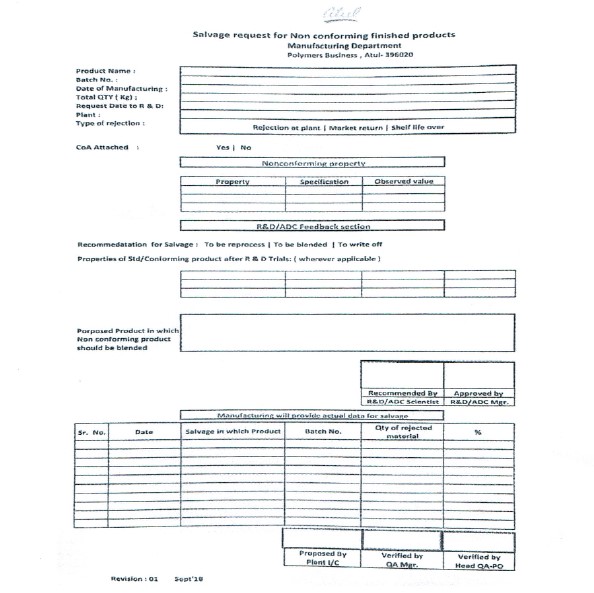 Atul
Salvage request for Non conforming finished products
Manufacturing Department
Polymers Business , Atul- 396020
Product Name :
Batch No. :
Date of Manufacturing :
Total QTY ( Kg) :
Request Date to R & D:
Plant :
Type of rejection :
Rejection at plant | Market return | Shelf life over
CoA Attached :
Yes | No
Nonconforming property
Property Specification Observed value
R&D/ADC Feedback section
Recommedatation for Salvage : To be reprocess | To be blended | To write off
Properties of Std/Conforming product after R & D Trials: ( wherever applicable )
Porposed Product in which
Non conforming product
should be blended
Recommended By Approved by
R&D/ADC Scientist R&D/ADC Mgr.
Manufacturing will provide actual data for salvage
Sr. No. Date Salvage in which Product Batch No. Qty of rejected material %
Proposed By Verified by Verified by
Plant I/C QA Mgr. Head QA-PO
Revision : 01 Sept'18